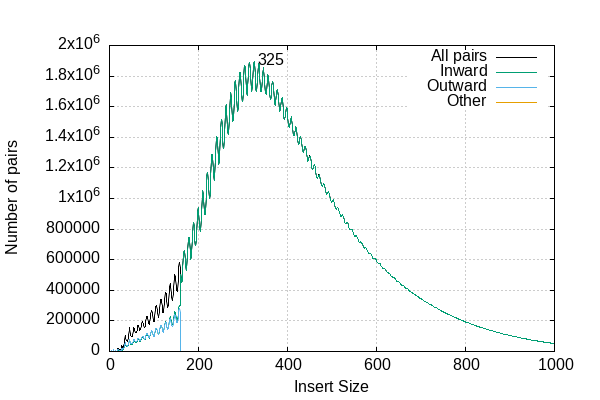 2x10^6
1.8x10^6
1.6x10^6
1.4x10^6
1.2x10^6
1x10^6
800000
600000
400000
200000
0
Number of pairs
325
All pairs
Inward
Outward
Other
0 200 400 600 800 1000
Insert Size